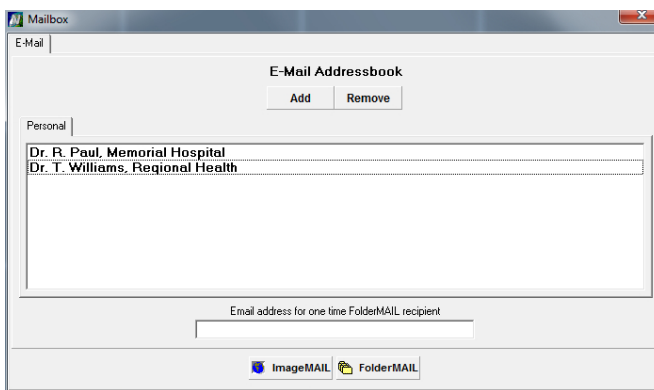 Mailbox
E-Mail
E-Mail Addressbook
Add Remove
Personal
Dr. R. Paul, Memorial Hospital
Dr. T. Williams, Regional Health
Email address for one time FolderMAIL recipient
ImageMAIL FolderMAIL